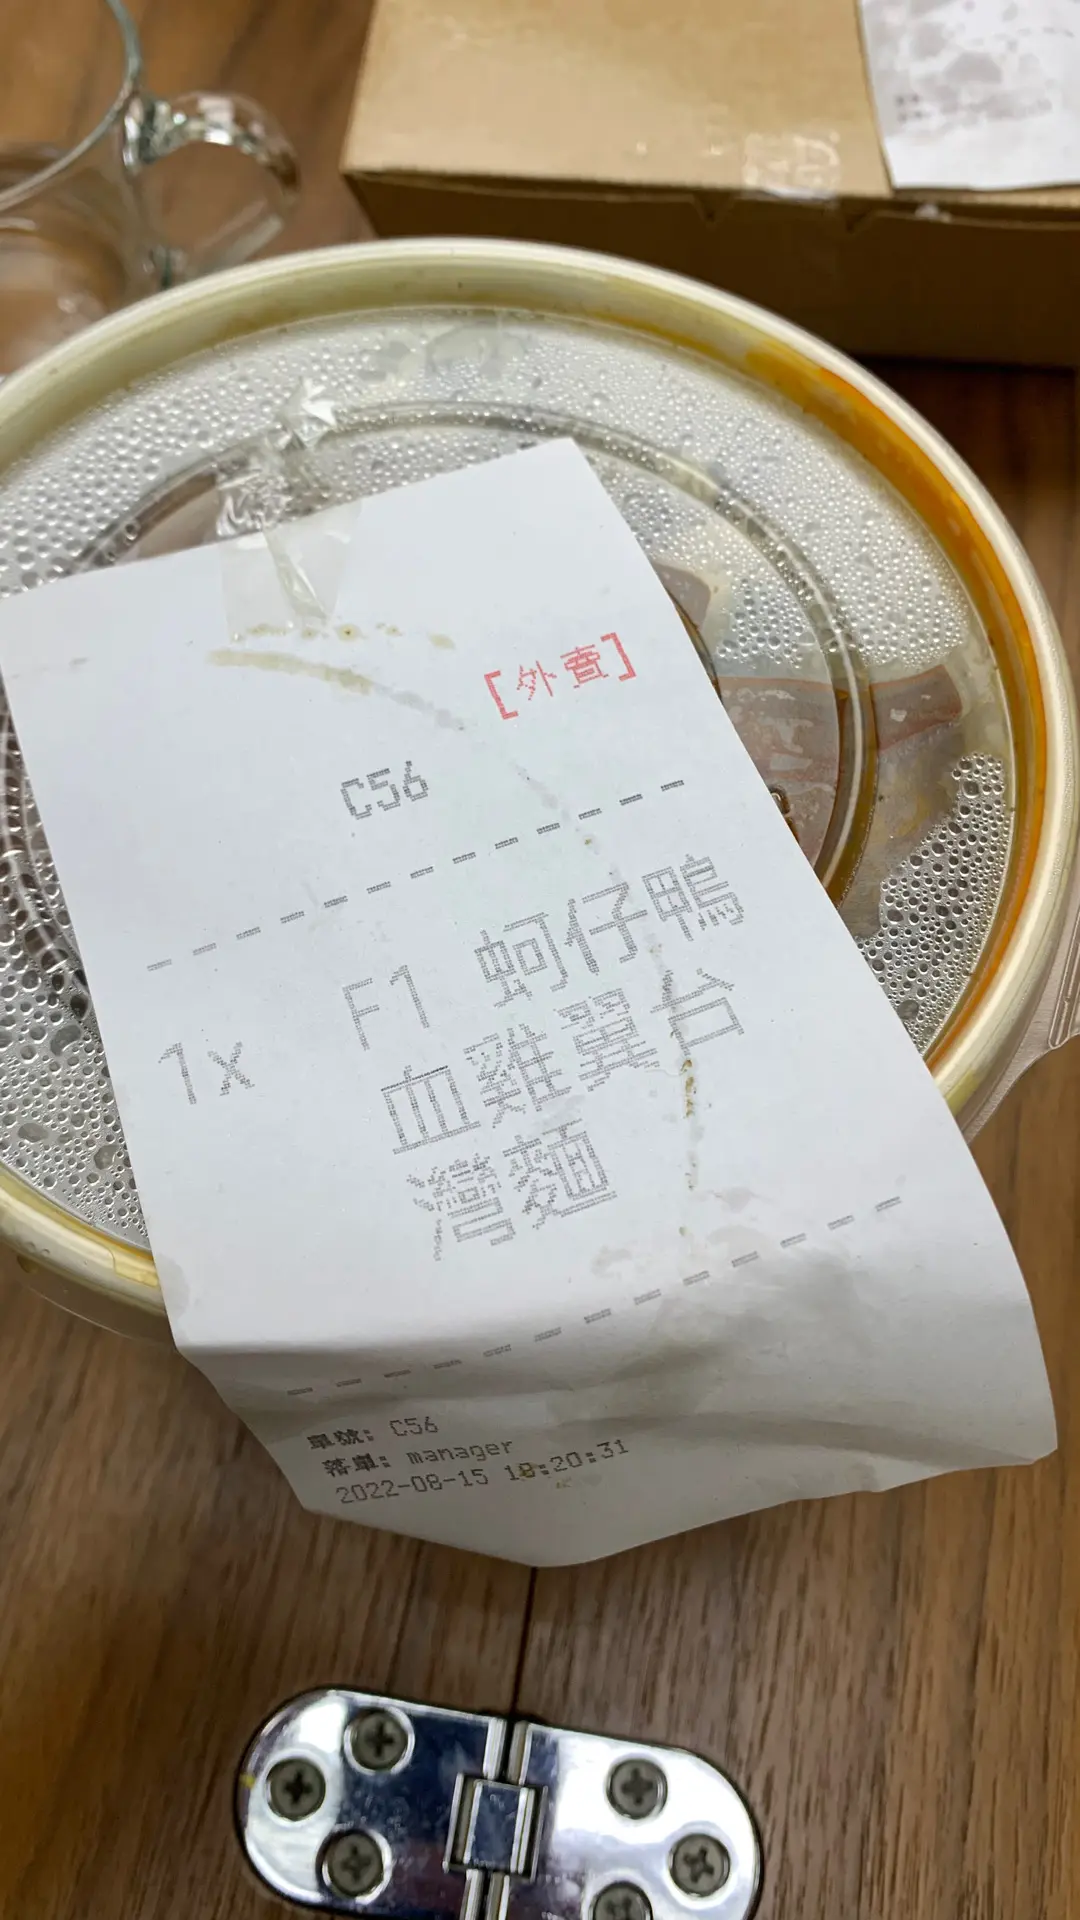 [外賣]
C56
1x F1 蚵仔鴨
血雞翼台
灣麵
單號: C56
落單: manager
2022-08-15 18:20:31